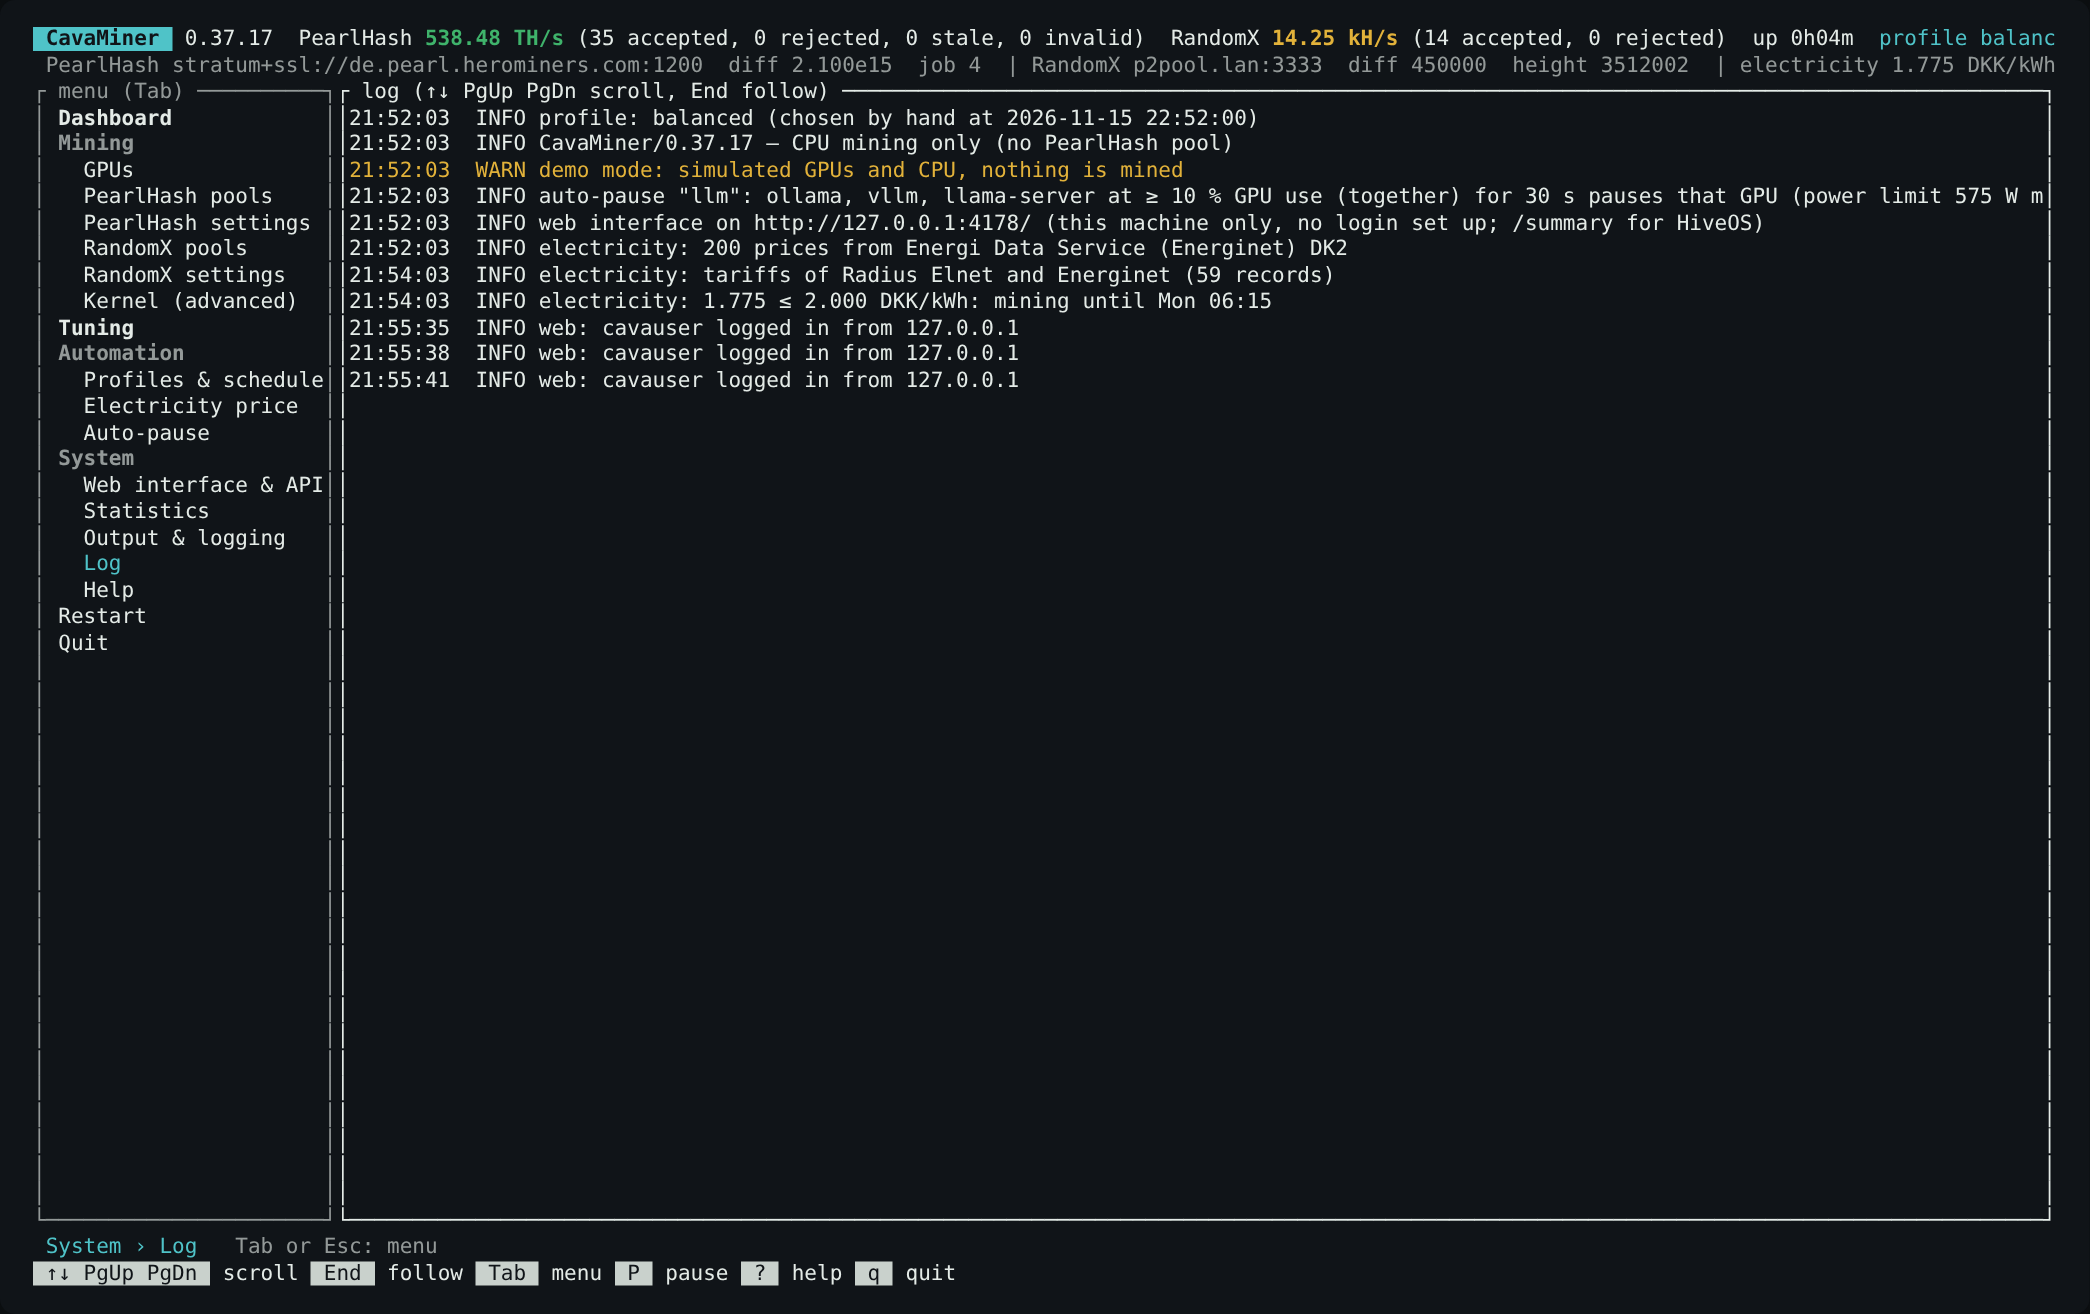 CavaMiner 0.37.17 PearlHash 538.48 TH/s (35 accepted, 0 rejected, 0 stale, 0 invalid) RandomX 14.25 kH/s (14 accepted, 0 rejected) up 0h04m profile balanc
PearlHash stratum+ssl://de.pearl.herominers.com:1200 diff 2.100e15 job 4 | RandomX p2pool.lan:3333 diff 450000 height 3512002 | electricity 1.775 DKK/kWh
menu (Tab)
Dashboard
Mining
GPUs
PearlHash pools
PearlHash settings
RandomX pools
RandomX settings
Kernel (advanced)
Tuning
Automation
Profiles & schedule
Electricity price
Auto-pause
System
Web interface & API
Statistics
Output & logging
Log
Help
Restart
Quit
log (↑↓ PgUp PgDn scroll, End follow)
21:52:03 INFO profile: balanced (chosen by hand at 2026-11-15 22:52:00)
21:52:03 INFO CavaMiner/0.37.17 — CPU mining only (no PearlHash pool)
21:52:03 WARN demo mode: simulated GPUs and CPU, nothing is mined
21:52:03 INFO auto-pause "llm": ollama, vllm, llama-server at ≥ 10 % GPU use (together) for 30 s pauses that GPU (power limit 575 W m
21:52:03 INFO web interface on http://127.0.0.1:4178/ (this machine only, no login set up; /summary for HiveOS)
21:52:03 INFO electricity: 200 prices from Energi Data Service (Energinet) DK2
21:54:03 INFO electricity: tariffs of Radius Elnet and Energinet (59 records)
21:54:03 INFO electricity: 1.775 ≤ 2.000 DKK/kWh: mining until Mon 06:15
21:55:35 INFO web: cavauser logged in from 127.0.0.1
21:55:38 INFO web: cavauser logged in from 127.0.0.1
21:55:41 INFO web: cavauser logged in from 127.0.0.1
System › Log Tab or Esc: menu
↑↓ PgUp PgDn scroll End follow Tab menu P pause ? help q quit